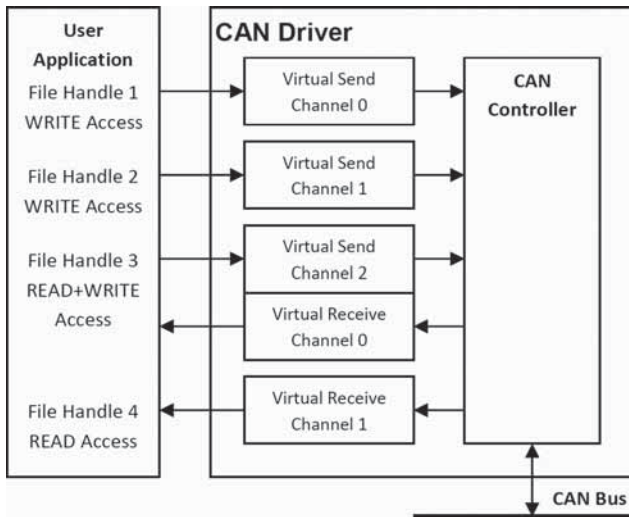 User
Application
File Handle 1
WRITE Access
File Handle 2
WRITE Access
File Handle 3
READ+WRITE
Access
File Handle 4
READ Access
CAN Driver
Virtual Send
Channel 0
Virtual Send
Channel 1
Virtual Send
Channel 2
Virtual Receive
Channel 0
Virtual Receive
Channel 1
CAN
Controller
CAN Bus